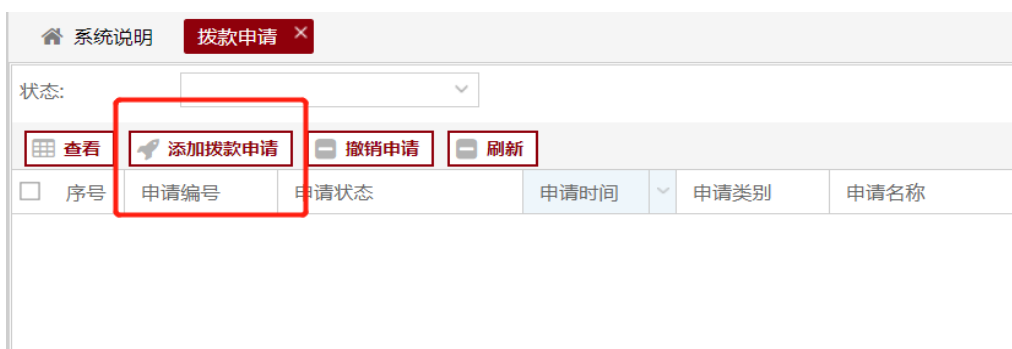 系统说明 拨款申请 ×
状态:
查看 添加拨款申请 撤销申请 刷新
序号 申请编号 申请状态 申请时间 申请类别 申请名称